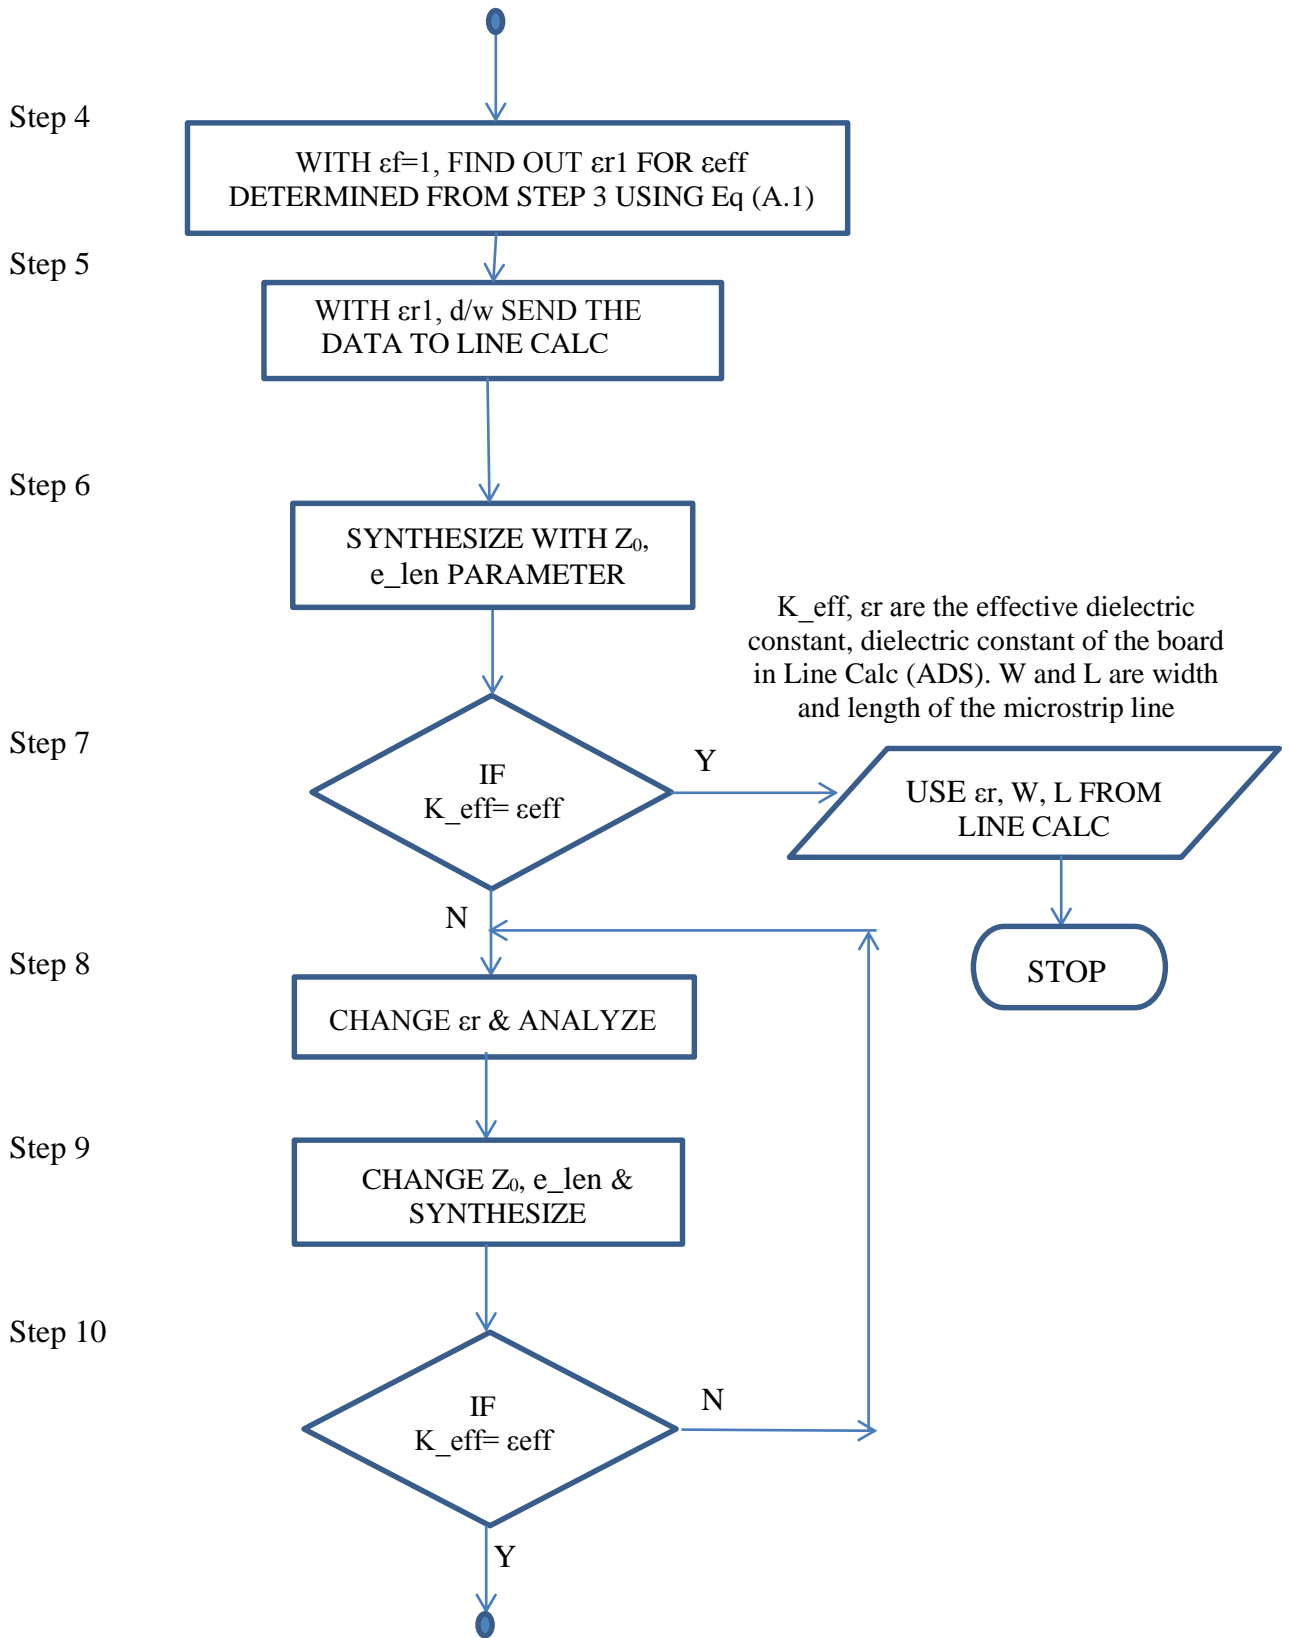 Step 4
WITH εf=1, FIND OUT εr1 FOR εeff
DETERMINED FROM STEP 3 USING Eq (A.1)
Step 5
WITH εr1, d/w SEND THE
DATA TO LINE CALC
Step 6
SYNTHESIZE WITH Z₀,
e_len PARAMETER
K_eff, εr are the effective dielectric
constant, dielectric constant of the board
in Line Calc (ADS). W and L are width
and length of the microstrip line
Step 7
IF
K_eff= εeff
Y
USE εr, W, L FROM
LINE CALC
N
STOP
Step 8
CHANGE εr & ANALYZE
Step 9
CHANGE Z₀, e_len &
SYNTHESIZE
Step 10
IF
K_eff= εeff
N
Y